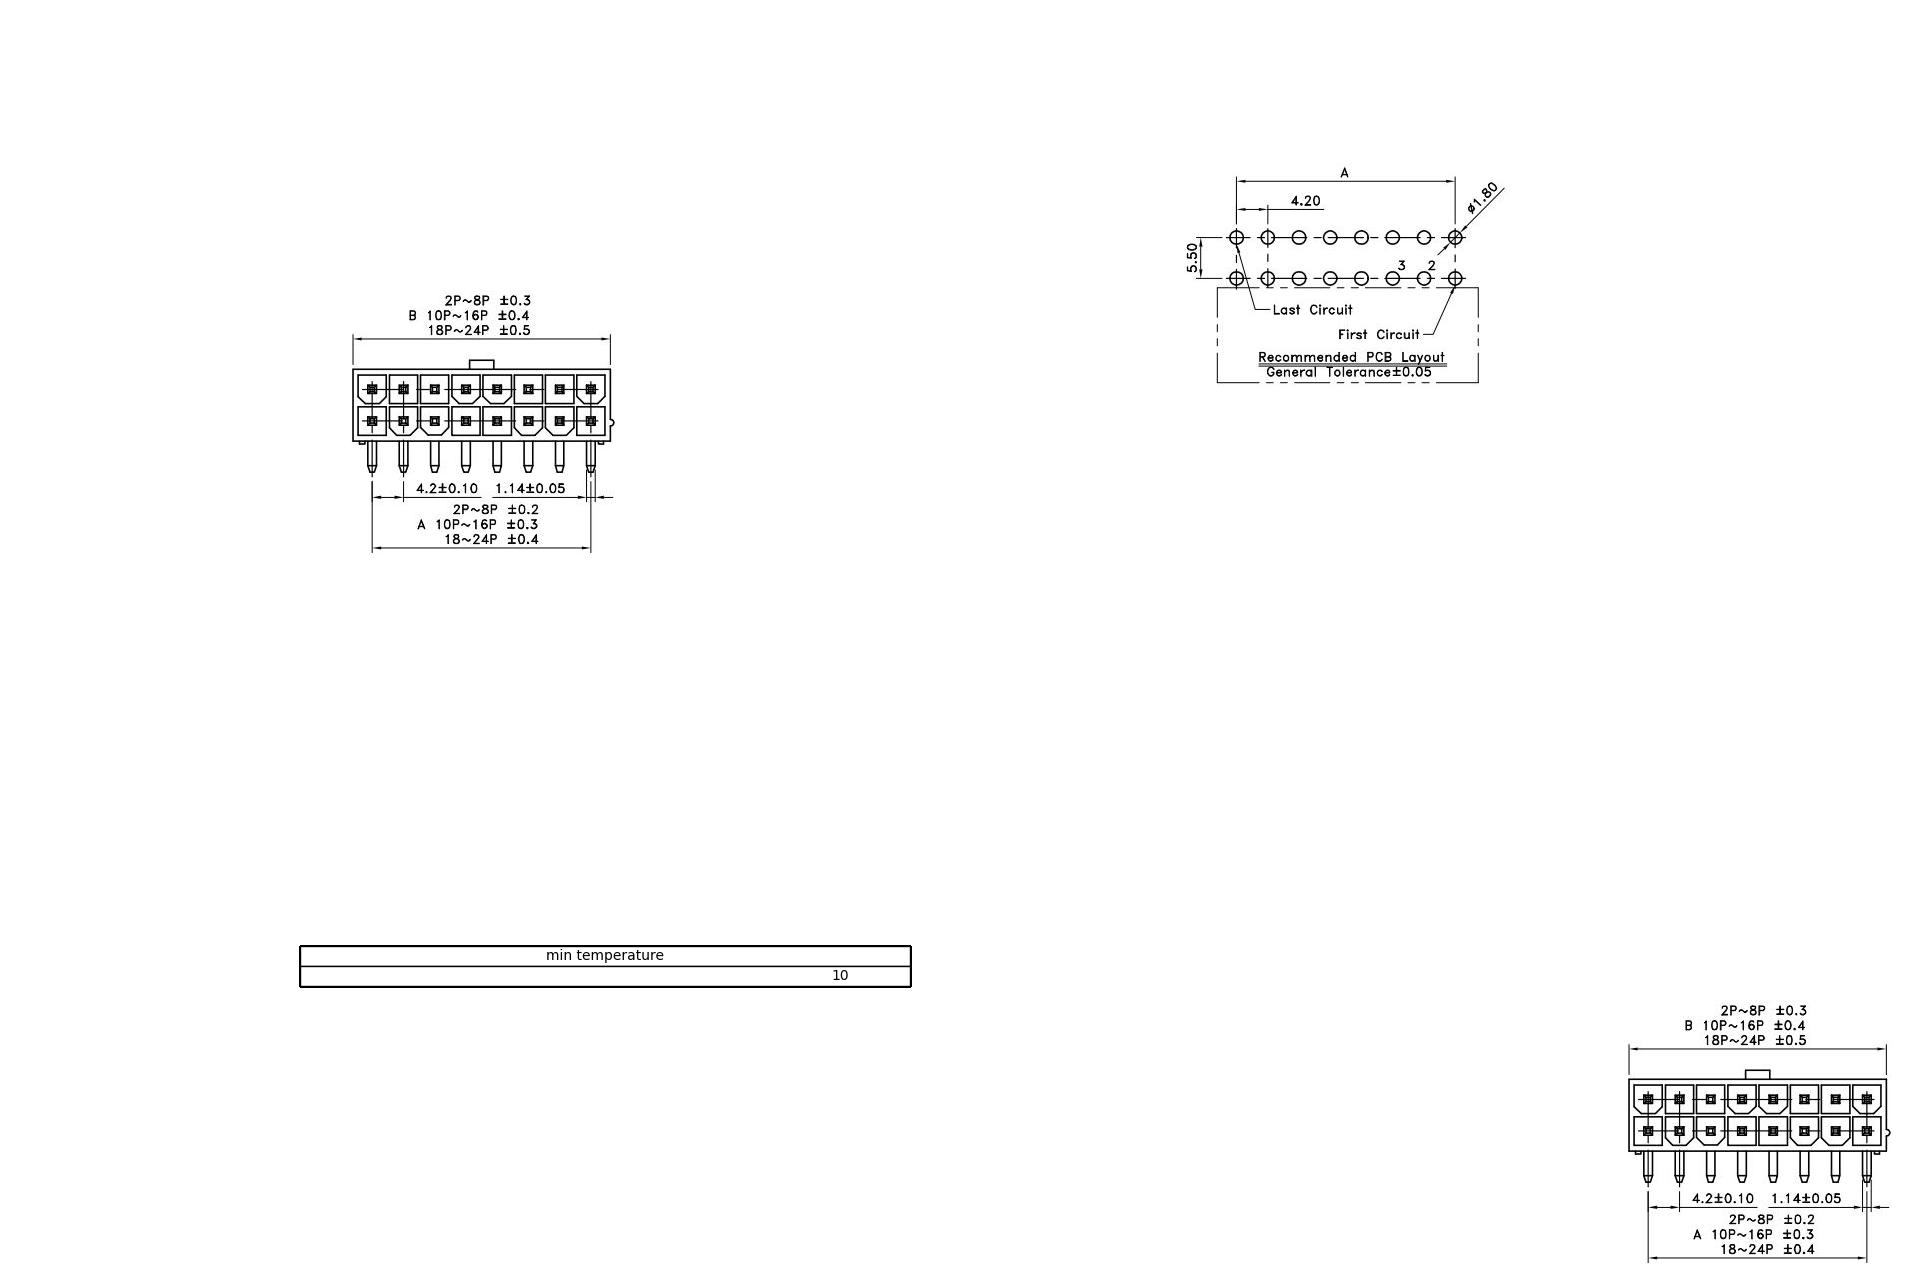 A
4.20
ø1.80
5.50
3 2
Last Circuit
First Circuit
Recommended PCB Layout
General Tolerance±0.05
2P~8P ±0.3
B 10P~16P ±0.4
18P~24P ±0.5
4.2±0.10 1.14±0.05
2P~8P ±0.2
A 10P~16P ±0.3
18~24P ±0.4
min temperature
10
2P~8P ±0.3
B 10P~16P ±0.4
18P~24P ±0.5
4.2±0.10 1.14±0.05
2P~8P ±0.2
A 10P~16P ±0.3
18~24P ±0.4